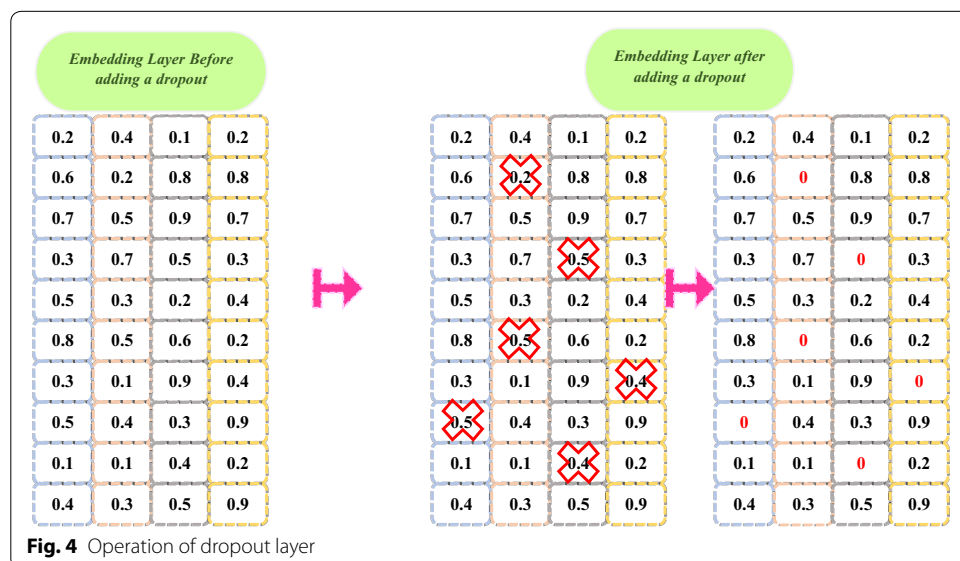 Embedding Layer Before
adding a dropout
Embedding Layer after
adding a dropout
0.2 0.4 0.1 0.2
0.6 0.2 0.8 0.8
0.7 0.5 0.9 0.7
0.3 0.7 0.5 0.3
0.5 0.3 0.2 0.4
0.8 0.5 0.6 0.2
0.3 0.1 0.9 0.4
0.5 0.4 0.3 0.9
0.1 0.1 0.4 0.2
0.4 0.3 0.5 0.9
0.2 0.4 0.1 0.2
0.6 0.2 0.8 0.8
0.7 0.5 0.9 0.7
0.3 0.7 0.5 0.3
0.5 0.3 0.2 0.4
0.8 0.5 0.6 0.2
0.3 0.1 0.9 0.4
0.5 0.4 0.3 0.9
0.1 0.1 0.4 0.2
0.4 0.3 0.5 0.9
0.2 0.4 0.1 0.2
0.6 0 0.8 0.8
0.7 0.5 0.9 0.7
0.3 0.7 0 0.3
0.5 0.3 0.2 0.4
0.8 0 0.6 0.2
0.3 0.1 0.9 0
0 0.4 0.3 0.9
0.1 0.1 0 0.2
0.4 0.3 0.5 0.9
Fig. 4 Operation of dropout layer